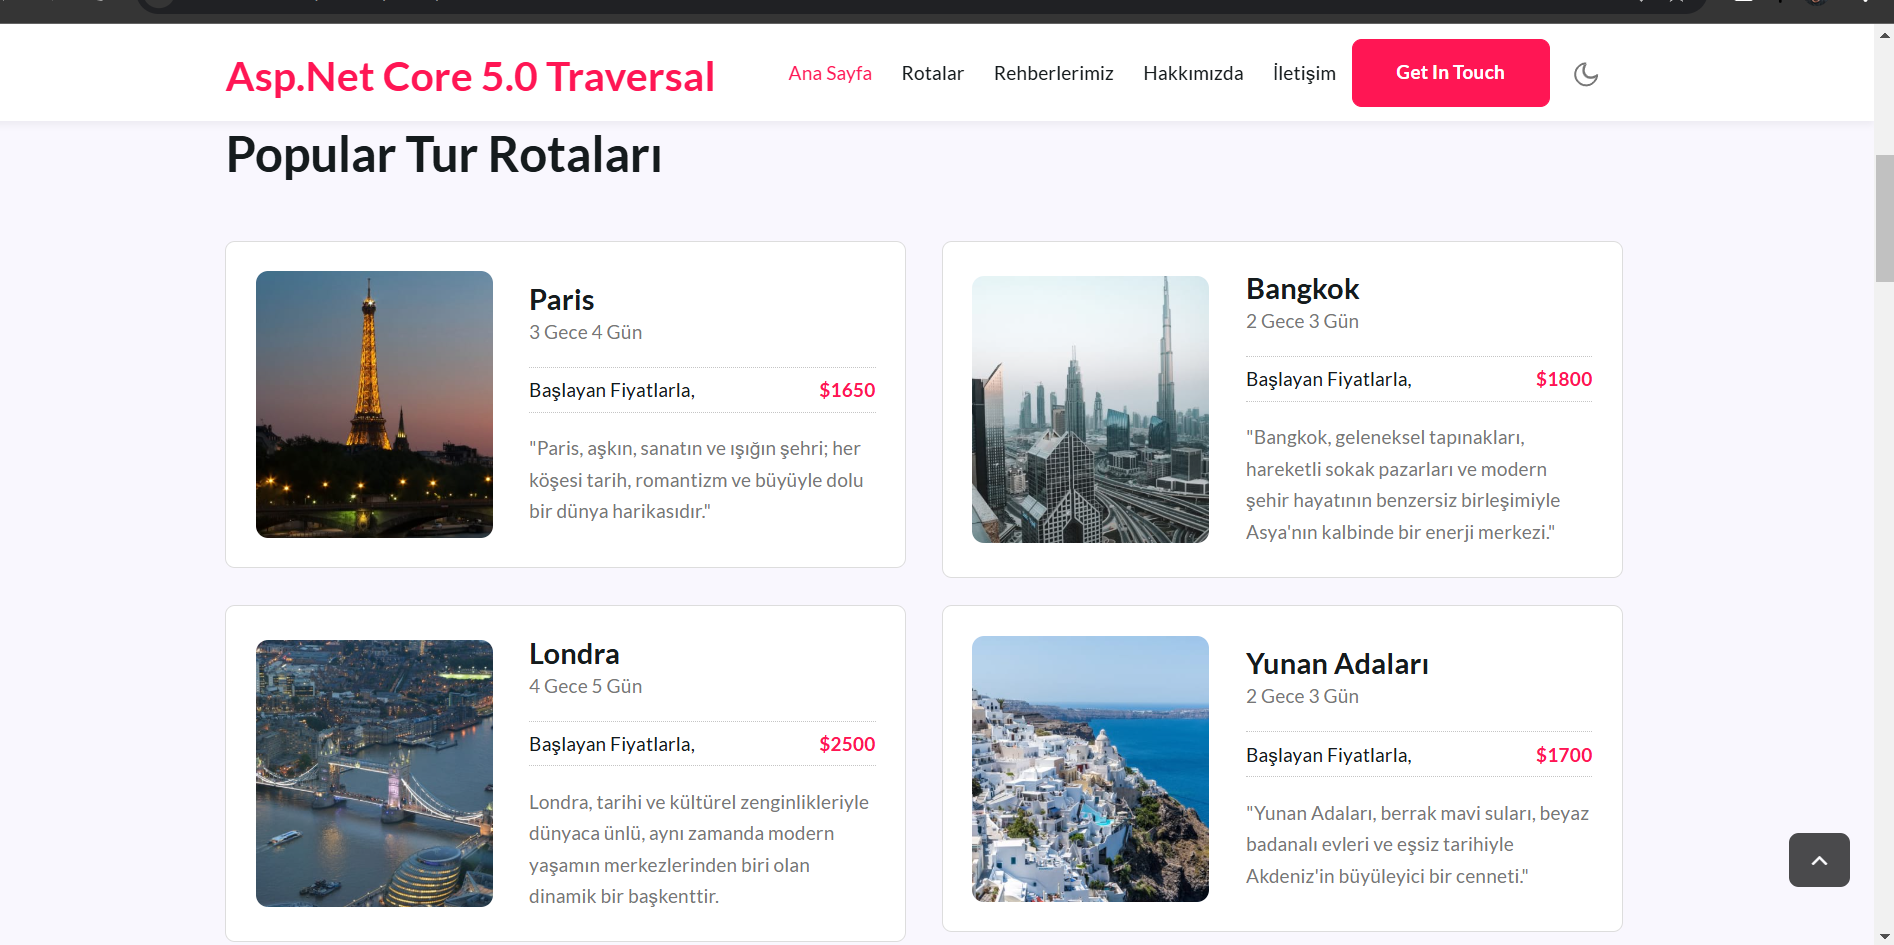 Asp.Net Core 5.0 Traversal
Ana Sayfa
Rotalar
Rehberlerimiz
Hakkımızda
İletişim
Get In Touch
Popular Tur Rotaları
Paris
3 Gece 4 Gün
Başlayan Fiyatlarla,
$1650
"Paris, aşkın, sanatın ve ışığın şehri; her
köşesi tarih, romantizm ve büyüyle dolu
bir dünya harikasıdır."
Bangkok
2 Gece 3 Gün
Başlayan Fiyatlarla,
$1800
"Bangkok, geleneksel tapınakları,
hareketli sokak pazarları ve modern
şehir hayatının benzersiz birleşimiyle
Asya'nın kalbinde bir enerji merkezi."
Londra
4 Gece 5 Gün
Başlayan Fiyatlarla,
$2500
Londra, tarihi ve kültürel zenginlikleriyle
dünyaca ünlü, aynı zamanda modern
yaşamın merkezlerinden biri olan
dinamik bir başkenttir.
Yunan Adaları
2 Gece 3 Gün
Başlayan Fiyatlarla,
$1700
"Yunan Adaları, berrak mavi suları, beyaz
badanalı evleri ve eşsiz tarihiyle
Akdeniz'in büyüleyici bir cenneti."